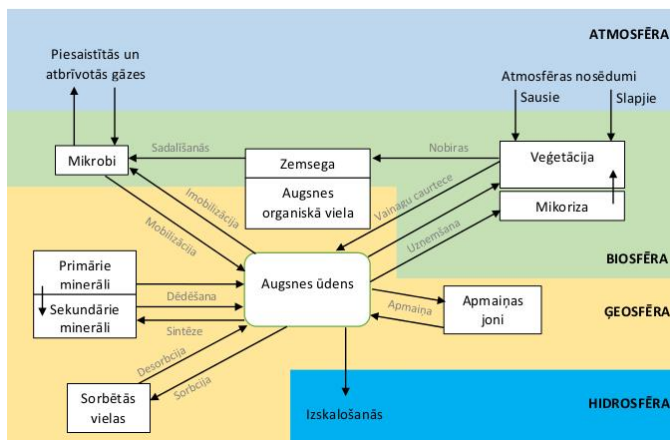 ATMOSFĒRA
Piesaistītās un
atbrīvotās gāzes
Atmosfēras nosēdumi
Sausie
Slapjie
Sadalīšanās
Nobiras
Mikrobi
Zemsega
Augsnes
organiskā viela
Veģetācija
Mikoriza
Imobilizācija
Mobilizācija
Vainagu caurtece
Uzņemšana
BIOSFĒRA
Primārie
minerāli
Sekundārie
minerāli
Dēdēšana
Sintēze
Augsnes ūdens
Apmaiņa
Apmaiņas
joni
ĢEOSFĒRA
Desorbcija
Sorbcija
Sorbētās
vielas
Izskalošanās
HIDROSFĒRA